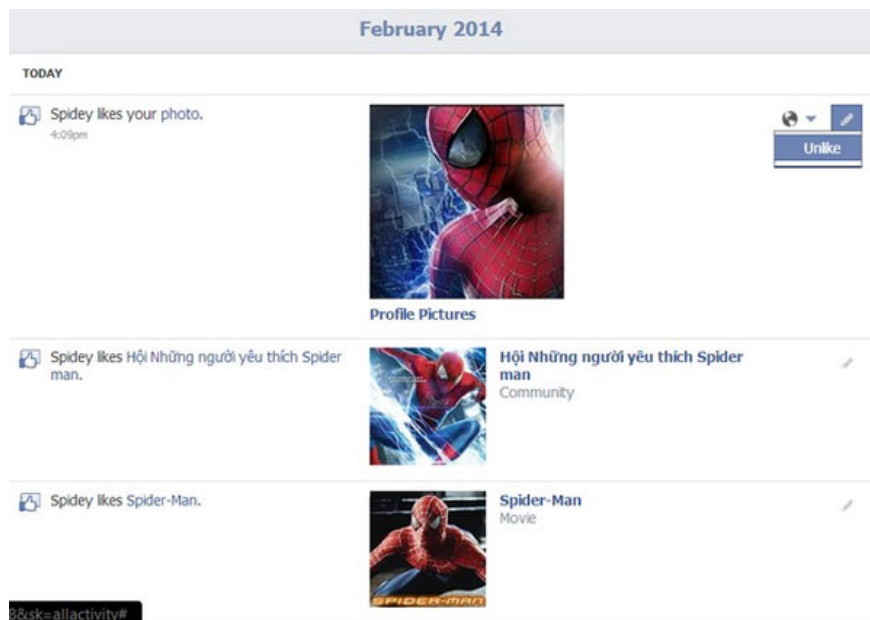 February 2014
TODAY
Spidey likes your photo.
4:09pm
Unlike
Profile Pictures
Spidey likes Hội Những người yêu thích Spider
man.
Hội Những người yêu thích Spider
man
Community
Spidey likes Spider-Man.
Spider-Man
Movie
SPIDER-MAN
8&sk=allactivity#